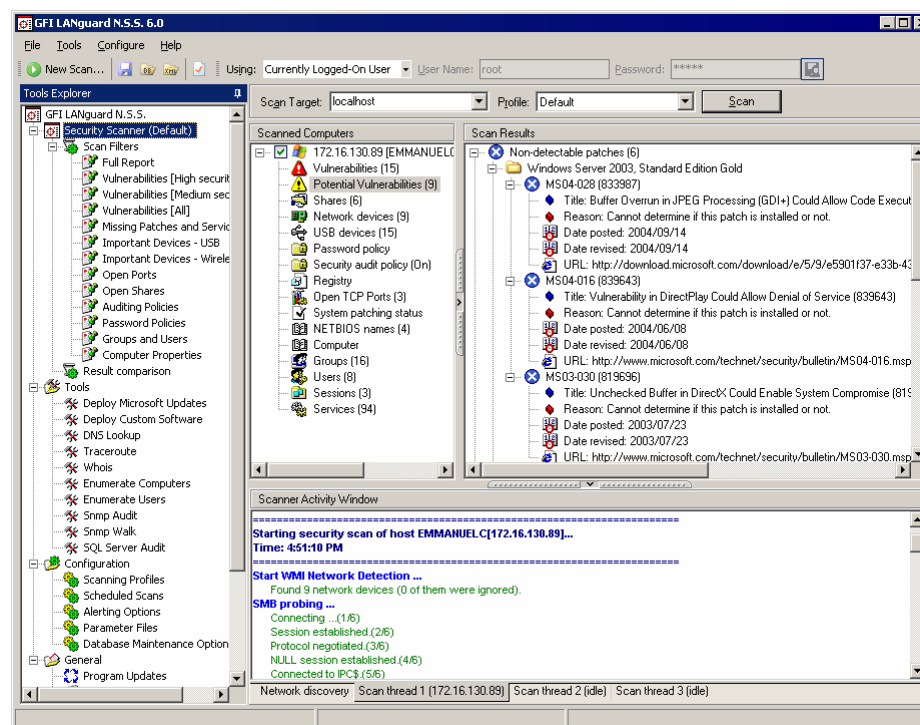 GFI LANguard N.S.S. 6.0
File Tools Configure Help
New Scan... Using: Currently Logged-On User User Name: root Password: *****
Tools Explorer
GFI LANguard N.S.S.
Security Scanner (Default)
Scan Filters
Full Report
Vulnerabilities [High securit
Vulnerabilities [Medium sec
Vulnerabilities [All]
Missing Patches and Servic
Important Devices - USB
Important Devices - Wirele
Open Ports
Open Shares
Auditing Policies
Password Policies
Groups and Users
Computer Properties
Result comparison
Tools
Deploy Microsoft Updates
Deploy Custom Software
DNS Lookup
Traceroute
Whois
Enumerate Computers
Enumerate Users
Snmp Audit
Snmp Walk
SQL Server Audit
Configuration
Scanning Profiles
Scheduled Scans
Alerting Options
Parameter Files
Database Maintenance Option
General
Program Updates
Scan Target: localhost Profile: Default Scan
Scanned Computers
172.16.130.89 [EMMANUELC
Vulnerabilities (15)
Potential Vulnerabilities (9)
Shares (6)
Network devices (9)
USB devices (15)
Password policy
Security audit policy (On)
Registry
Open TCP Ports (3)
System patching status
NETBIOS names (4)
Computer
Groups (16)
Users (8)
Sessions (3)
Services (94)
Scan Results
Non-detectable patches (6)
Windows Server 2003, Standard Edition Gold
MS04-028 (833987)
Title: Buffer Overrun in JPEG Processing (GDI+) Could Allow Code Execut
Reason: Cannot determine if this patch is installed or not.
Date posted: 2004/09/14
Date revised: 2004/09/14
URL: http://download.microsoft.com/download/e/5/9/e5901f37-e33b-43
MS04-016 (839643)
Title: Vulnerability in DirectPlay Could Allow Denial of Service (839643)
Reason: Cannot determine if this patch is installed or not.
Date posted: 2004/06/08
Date revised: 2004/06/08
URL: http://www.microsoft.com/technet/security/bulletin/MS04-016.msp
MS03-030 (819696)
Title: Unchecked Buffer in DirectX Could Enable System Compromise (819
Reason: Cannot determine if this patch is installed or not.
Date posted: 2003/07/23
Date revised: 2003/07/23
URL: http://www.microsoft.com/technet/security/bulletin/MS03-030.msp
Scanner Activity Window
Starting security scan of host EMMANUELC[172.16.130.89]...
Time: 4:51:10 PM
Start WMI Network Detection ...
Found 9 network devices (0 of them were ignored).
SMB probing ...
Connecting ...(1/6)
Session established.(2/6)
Protocol negotiated.(3/6)
NULL session established.(4/6)
Connected to IPC$.(5/6)
Network discovery Scan thread 1 (172.16.130.89) Scan thread 2 (idle) Scan thread 3 (idle)